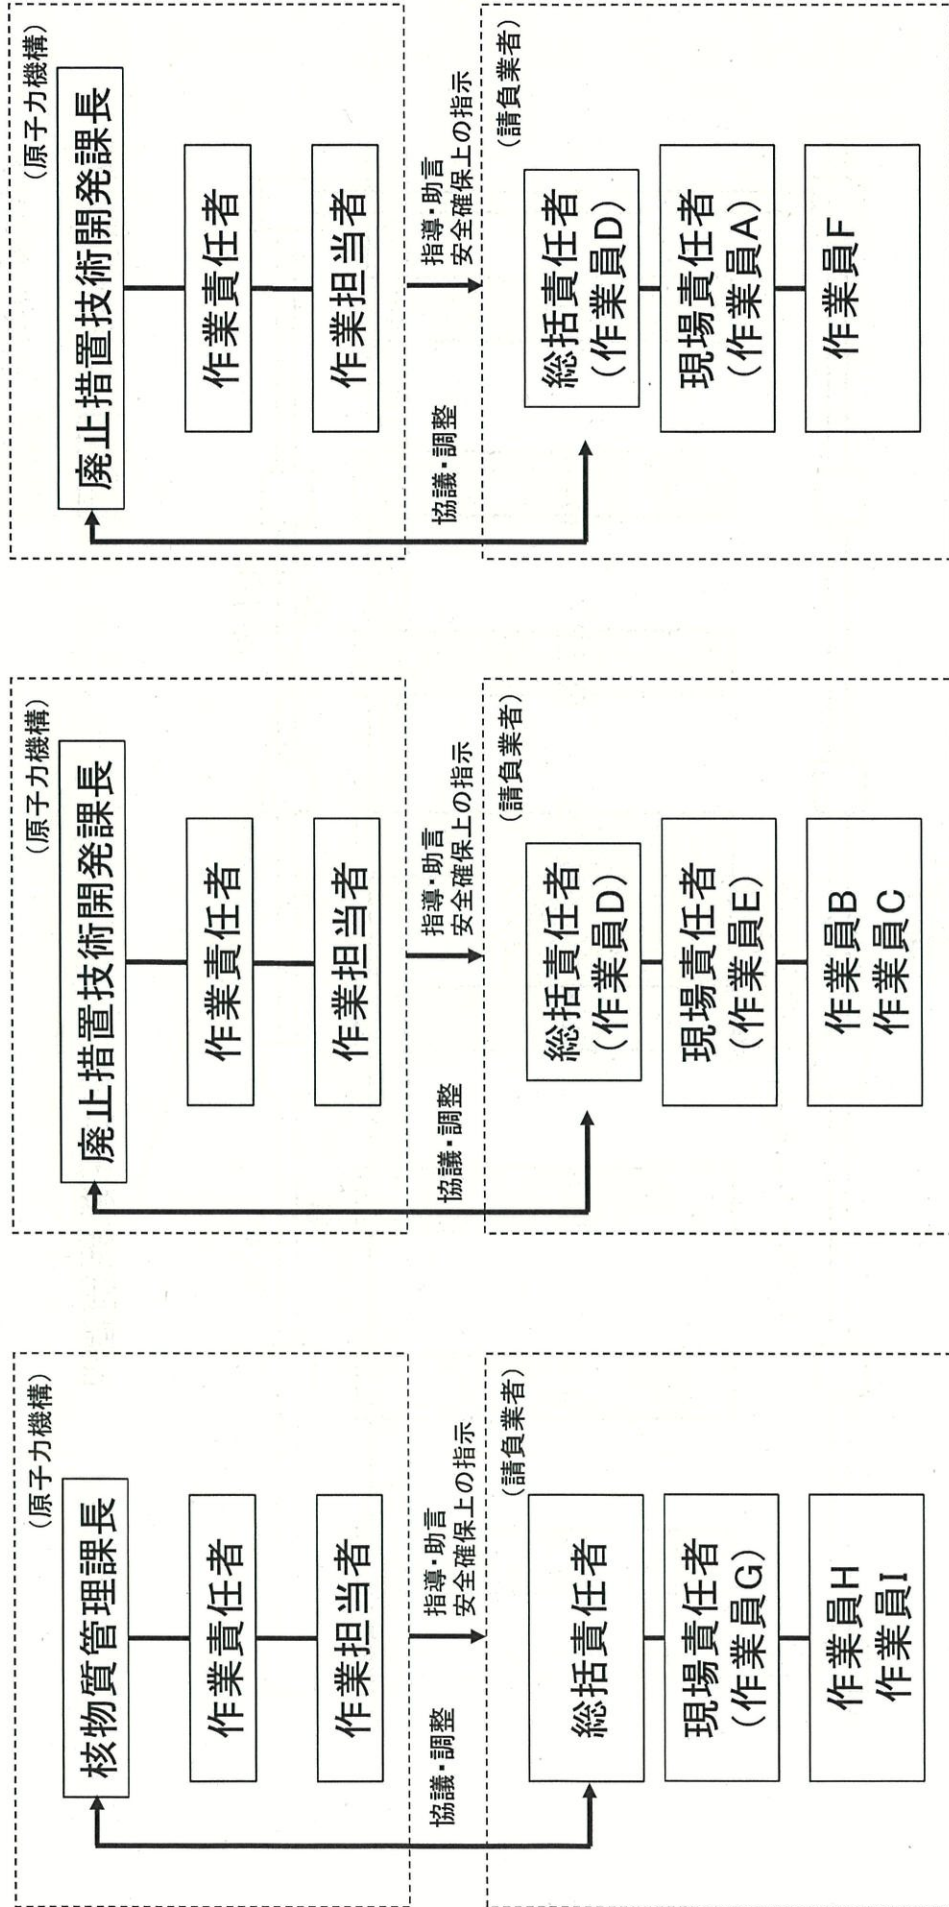 (原子力機構)
核物質管理課長
作業責任者
作業担当者
協議・調整
指導・助言
安全確保上の指示
(請負業者)
総括責任者
現場責任者
(作業員G)
作業員H
作業員I
(原子力機構)
廃止措置技術開発課長
作業責任者
作業担当者
協議・調整
指導・助言
安全確保上の指示
(請負業者)
総括責任者
(作業員D)
現場責任者
(作業員E)
作業員B
作業員C
(原子力機構)
廃止措置技術開発課長
作業責任者
作業担当者
協議・調整
指導・助言
安全確保上の指示
(請負業者)
総括責任者
(作業員D)
現場責任者
(作業員A)
作業員F